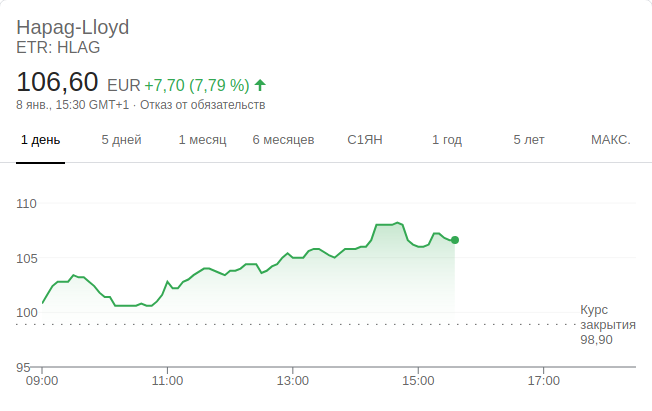 Hapag-Lloyd
ETR: HLAG
106,60 EUR +7,70 (7,79 %)
8 янв., 15:30 GMT+1 · Отказ от обязательств
1 день 5 дней 1 месяц 6 месяцев С1ЯН 1 год 5 лет МАКС.
110
105
100
Курс
закрытия
98,90
95
09:00 11:00 13:00 15:00 17:00